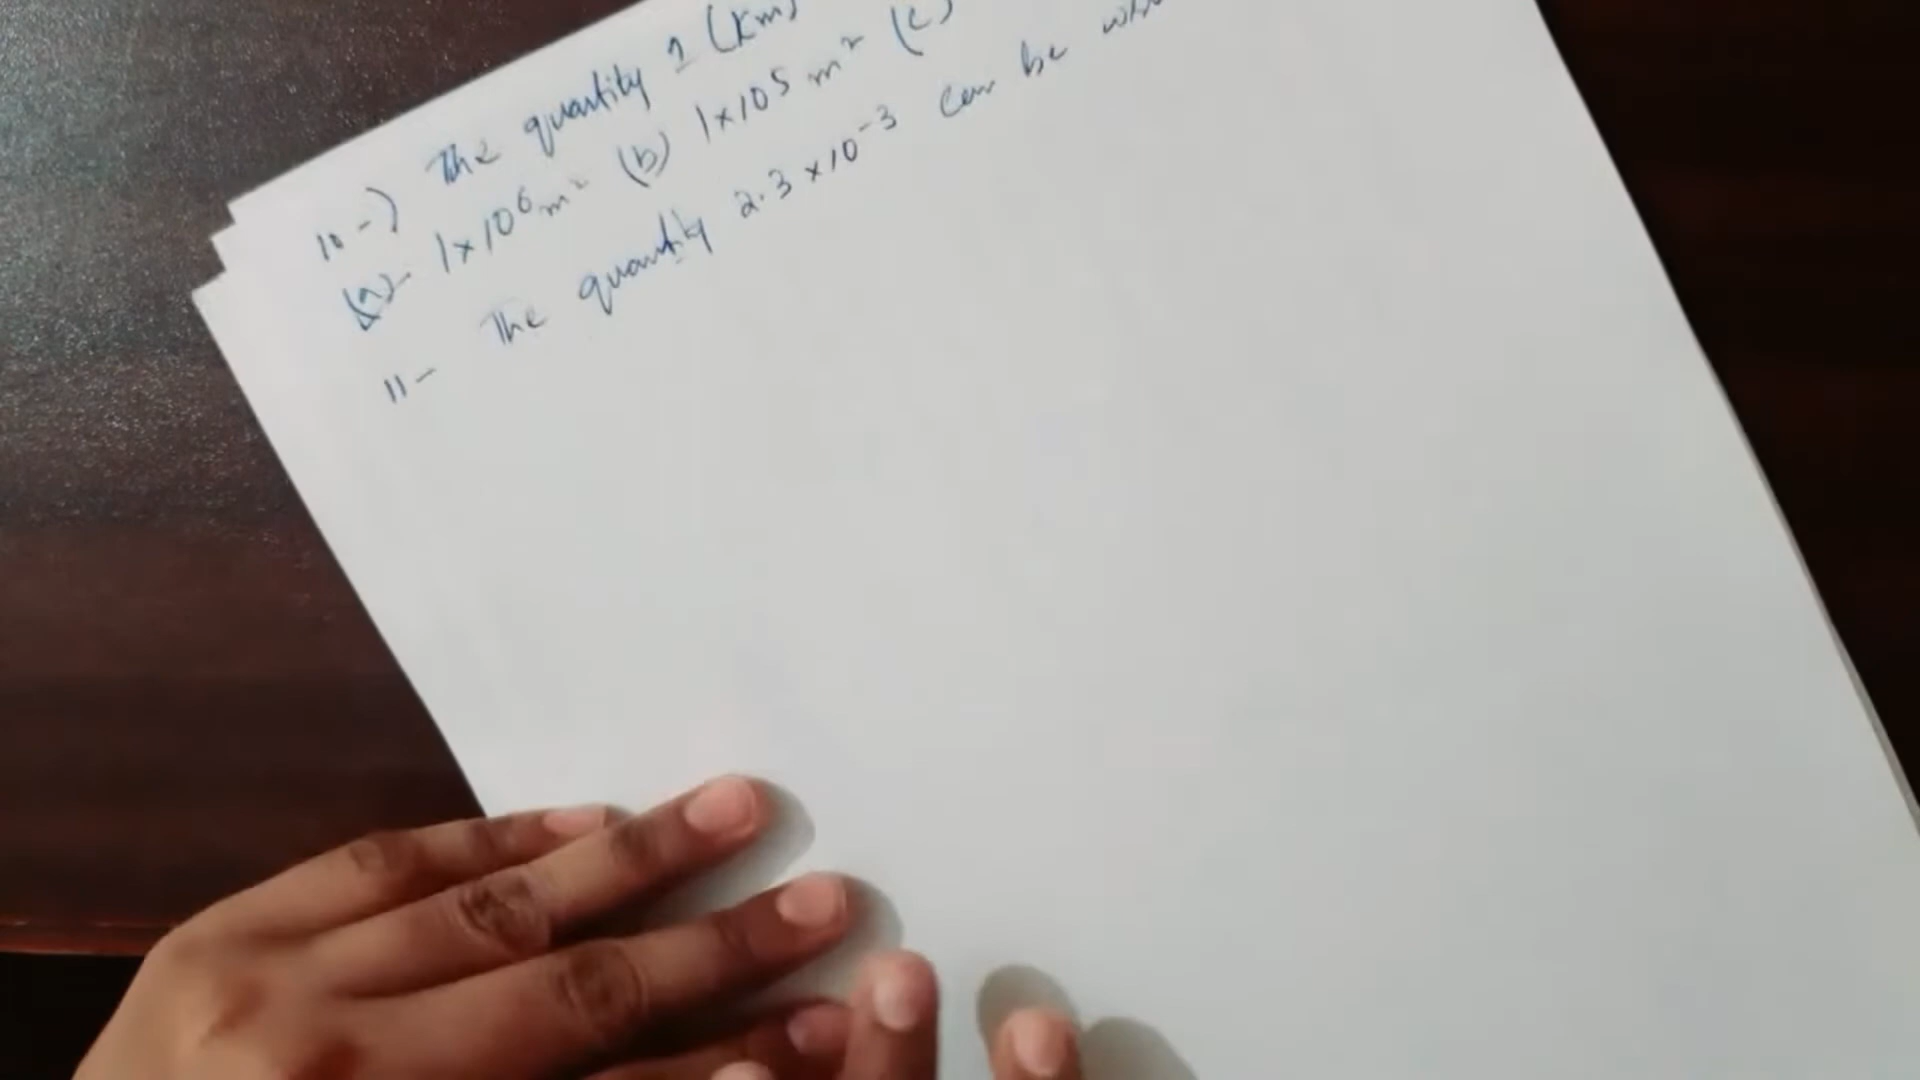 10-) The quantity 1 (Km)
(a)- 1×10⁶ m² (b) 1×10⁵ m² (c)
11- The quantity 2.3×10⁻³ can be